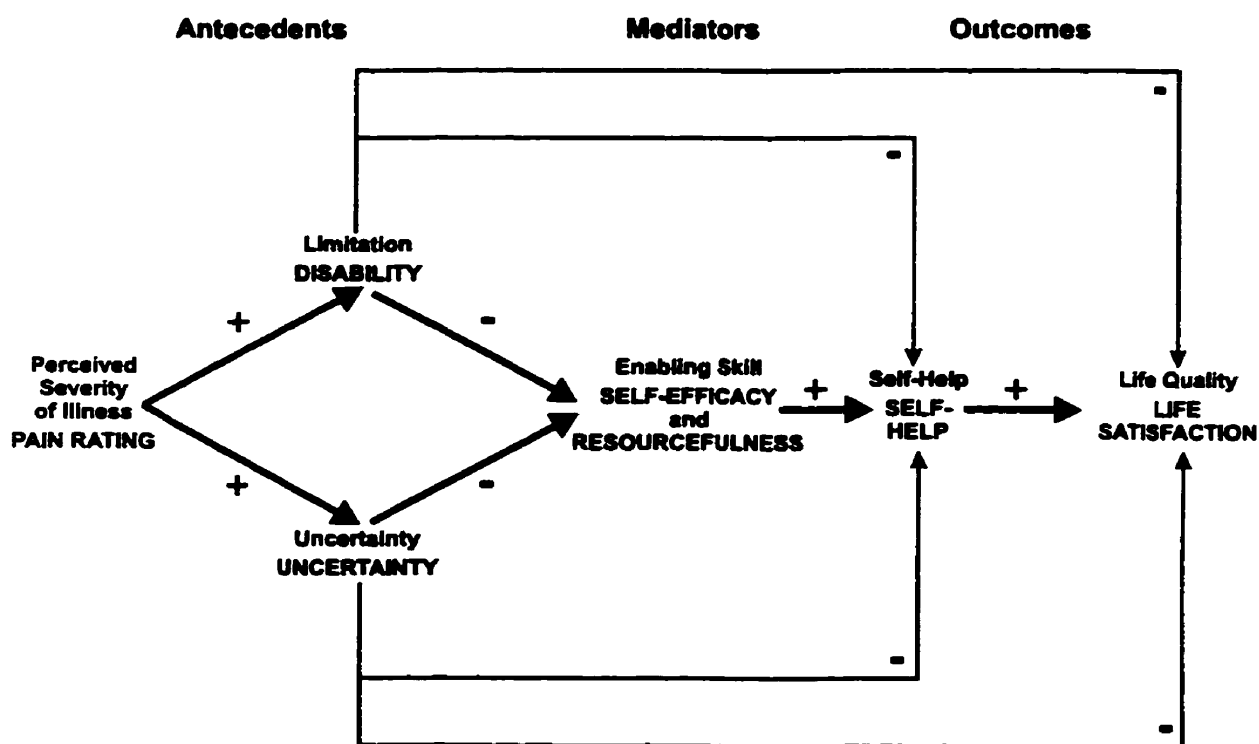 Antecedents
Mediators
Outcomes
-
-
Limitation
DISABILITY
+
-
Perceived
Severity
of Illness
PAIN RATING
Enabling Skill
SELF-EFFICACY
and
RESOURCEFULNESS
+
Self-Help
SELF-
HELP
+
Life Quality
LIFE
SATISFACTION
+
-
Uncertainty
UNCERTAINTY
-
-